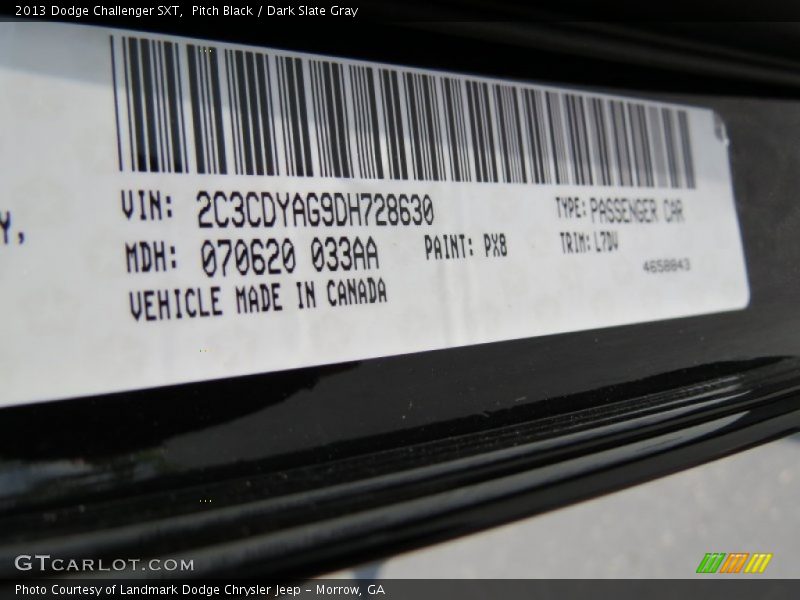 2013 Dodge Challenger SXT,  Pitch Black / Dark Slate Gray
Y,
VIN: 2C3CDYAG9DH728630
TYPE: PASSENGER CAR
MDH: 070620 033AA
PAINT: PX8
TRIM: L7DV
VEHICLE MADE IN CANADA
4658843
GTCARLOT.COM
Photo Courtesy of Landmark Dodge Chrysler Jeep - Morrow, GA